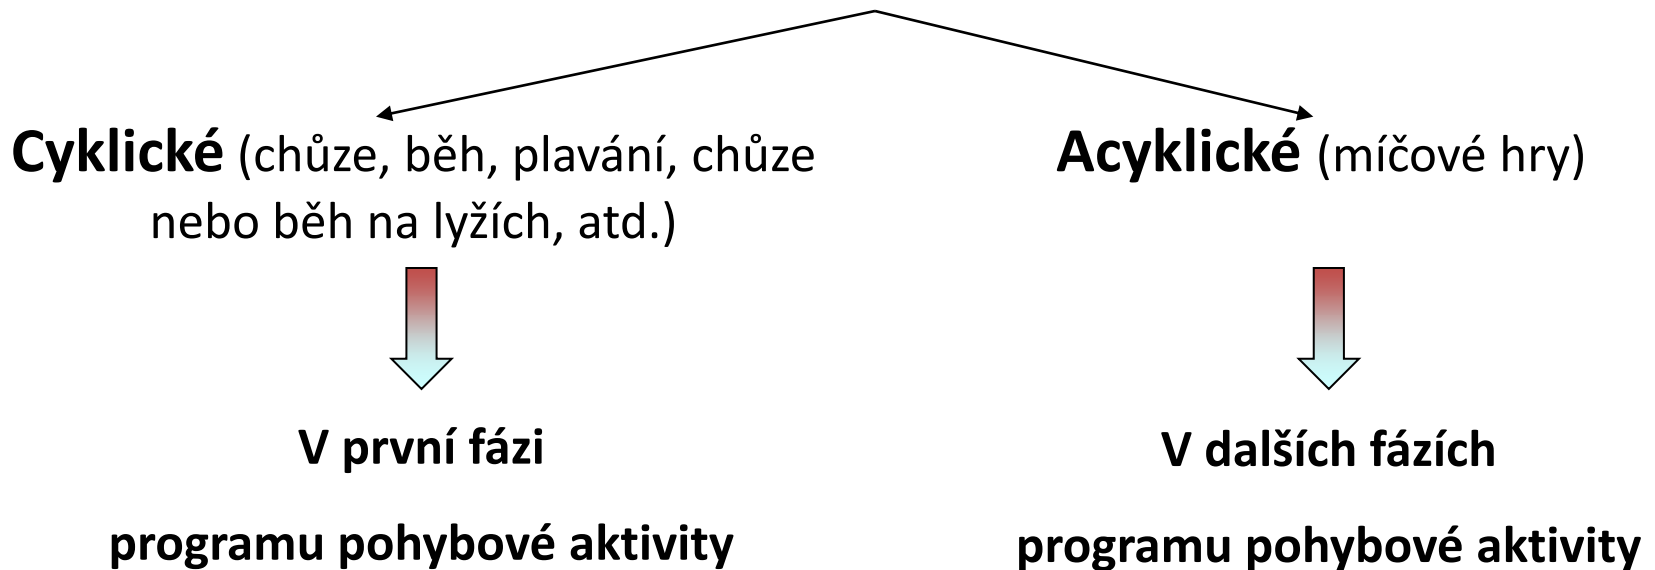 Cyklické (chůze, běh, plavání, chůze
nebo běh na lyžích, atd.)
V první fázi
programu pohybové aktivity
Acyklické (míčové hry)
V dalších fázích
programu pohybové aktivity